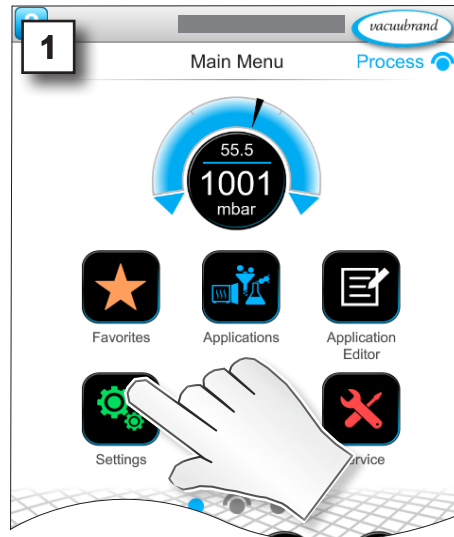 1
vacuubrand
Main Menu
Process
55.5
1001
mbar
Favorites
Applications
Application
Editor
Settings